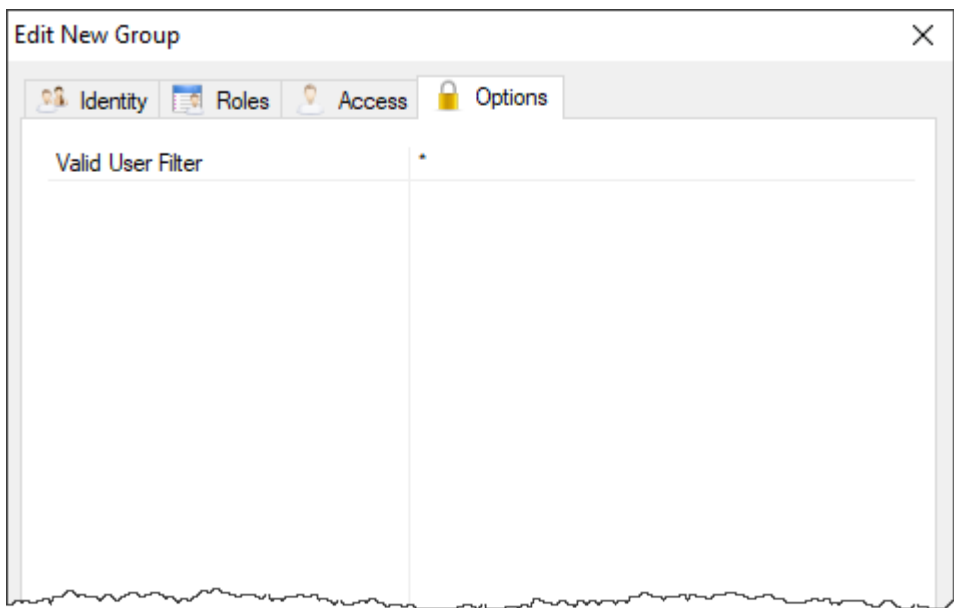 Edit New Group
Identity Roles Access Options
Valid User Filter *